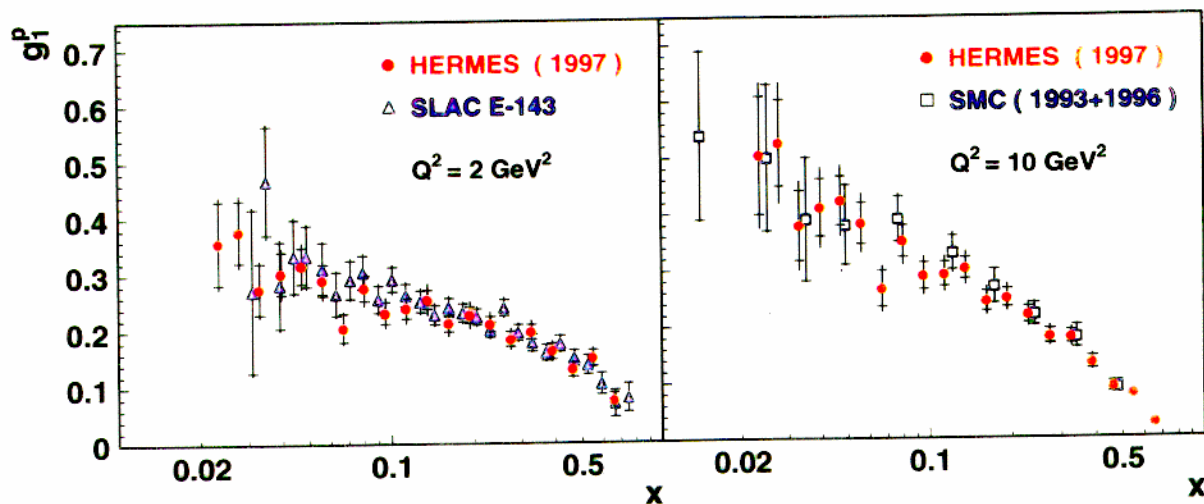 g₁ᵖ
0.7
0.6
0.5
0.4
0.3
0.2
0.1
0
HERMES ( 1997 )
SLAC E-143
Q² = 2 GeV²
0.02
0.1
0.5
x
HERMES ( 1997 )
SMC ( 1993+1996 )
Q² = 10 GeV²
0.02
0.1
0.5
x